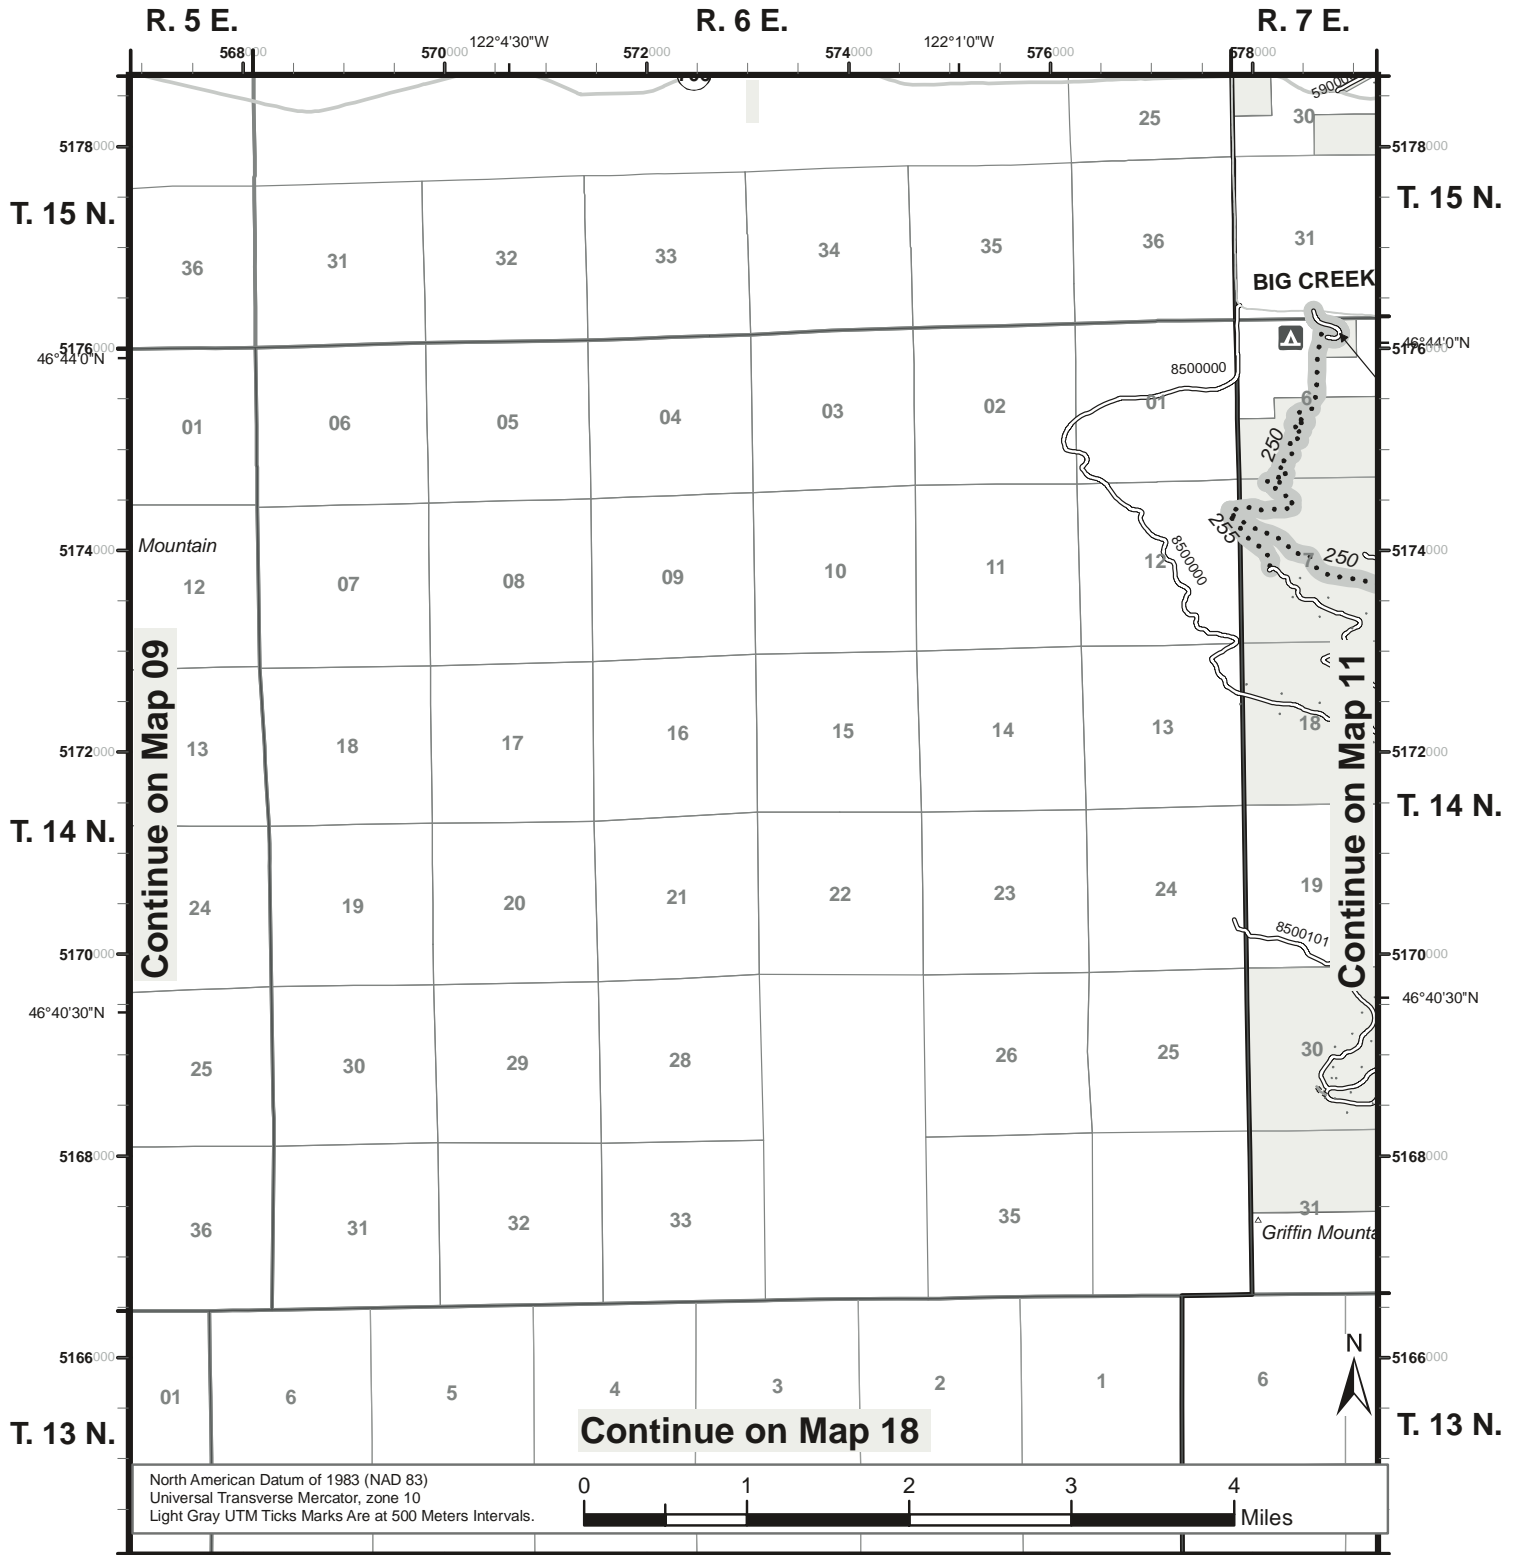 R. 5 E. R. 6 E. R. 7 E.
122°4'30"W 122°1'0"W
568000 570000 572000 574000 576000 578000
25 30
5178000 5178000
T. 15 N. T. 15 N.
36 31 32 33 34 35 36 31
BIG CREEK
5176000 5176000
46°44'0"N 46°44'0"N
8500000
01 06 05 04 03 02 01 6
250
255
Mountain
5174000 8500000 250 5174000
12 07 08 09 10 11 12 7
Continue on Map 09
Continue on Map 11
13 18 17 16 15 14 13 18
5172000 5172000
T. 14 N. T. 14 N.
24 19 20 21 22 23 24 19
8500101
5170000 5170000
46°40'30"N 46°40'30"N
25 30 29 28 26 25 30
5168000 5168000
36 31 32 33 35 31
Griffin Mounta
N
5166000 5166000
01 6 5 4 3 2 1 6
T. 13 N. Continue on Map 18 T. 13 N.
North American Datum of 1983 (NAD 83)
Universal Transverse Mercator, zone 10
Light Gray UTM Ticks Marks Are at 500 Meters Intervals.
0 1 2 3 4
Miles